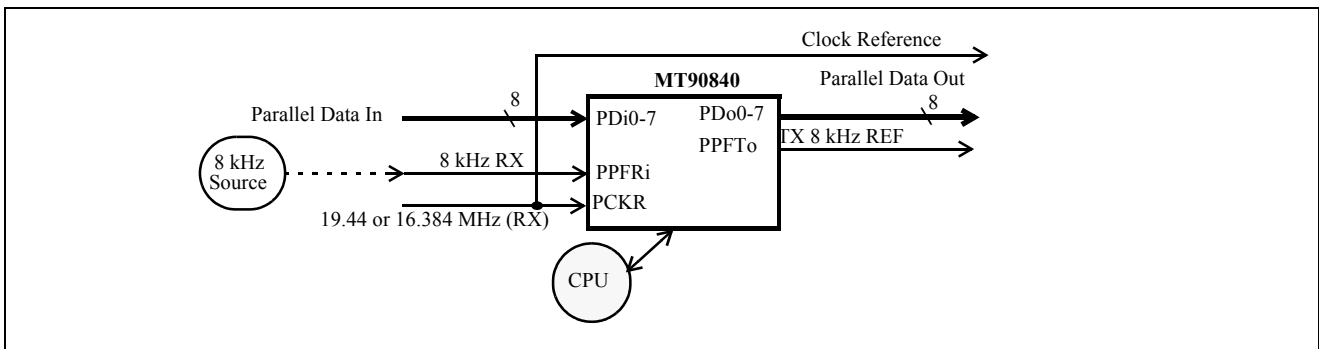 Clock Reference
MT90840
Parallel Data Out
8
8
Parallel Data In
PDi0-7
PDo0-7
PPFTo
TX 8 kHz REF
8 kHz
Source
8 kHz RX
PPFRi
PCKR
19.44 or 16.384 MHz (RX)
CPU